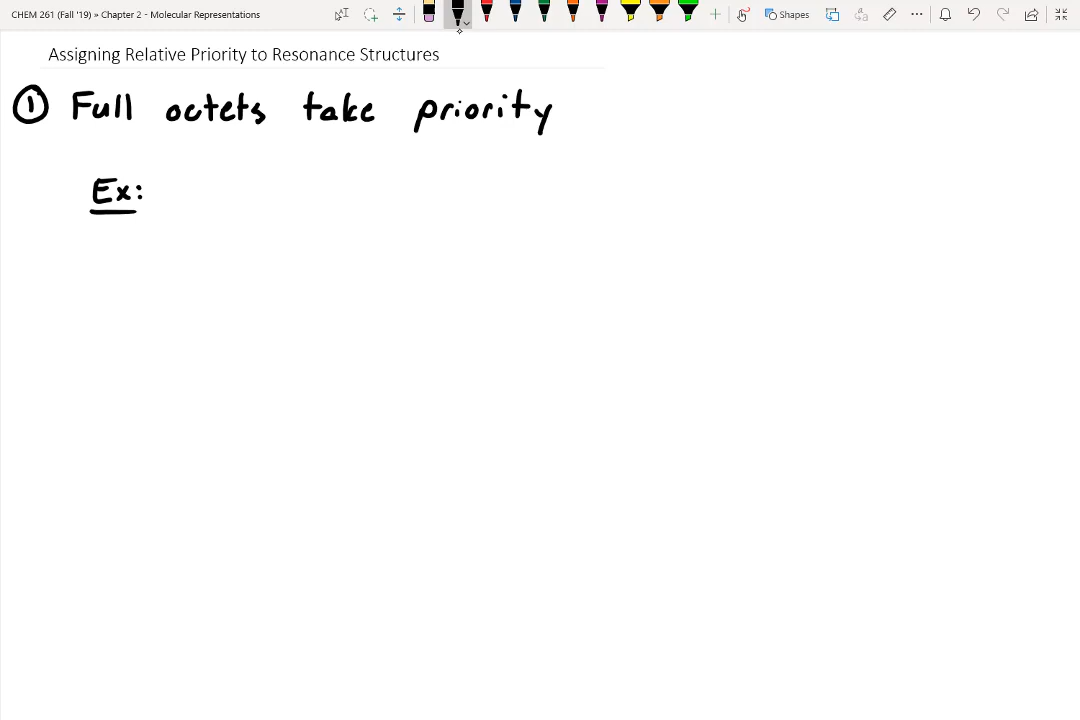 CHEM 261 (Fall '19) » Chapter 2 - Molecular Representations
Shapes
Assigning Relative Priority to Resonance Structures
① Full octets take priority
Ex: